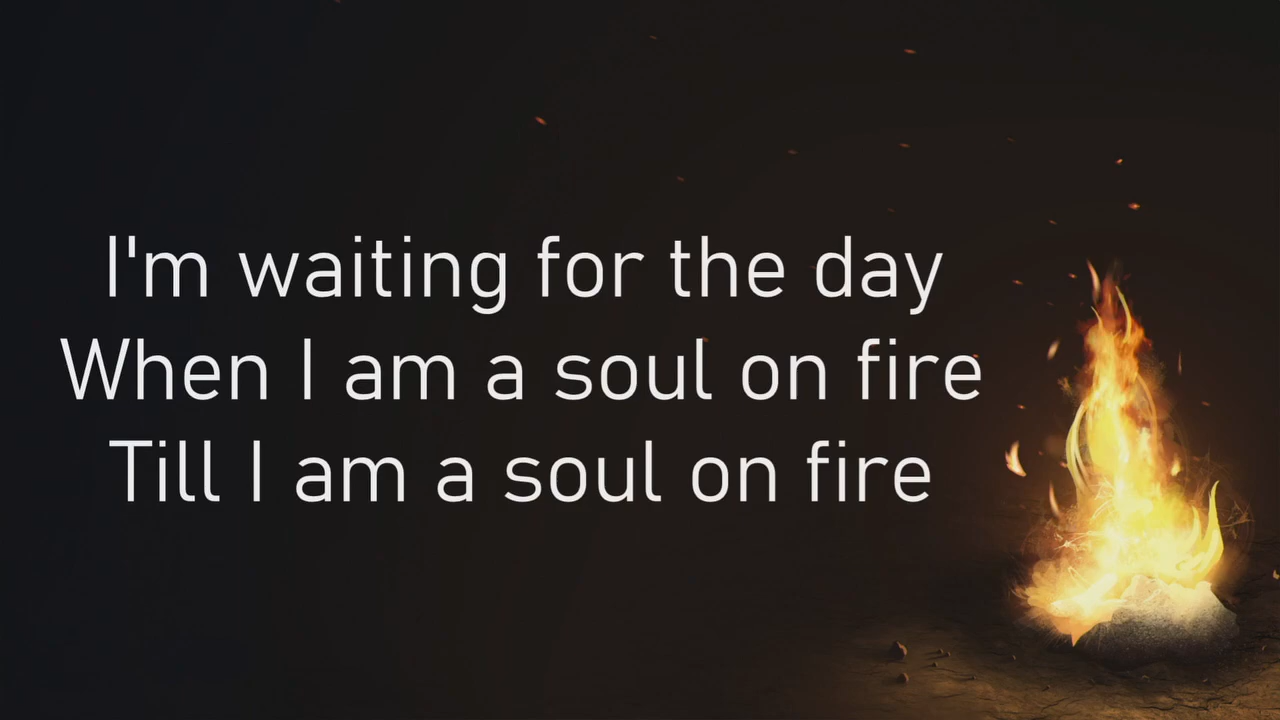 I'm waiting for the day
When I am a soul on fire
Till I am a soul on fire